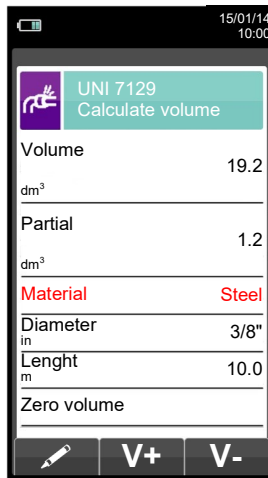 15/01/14
10:00
UNI 7129
Calculate volume
Volume
19.2
dm³
Partial
1.2
dm³
Material Steel
Diameter
in
3/8"
Lenght
m
10.0
Zero volume
V+ V-